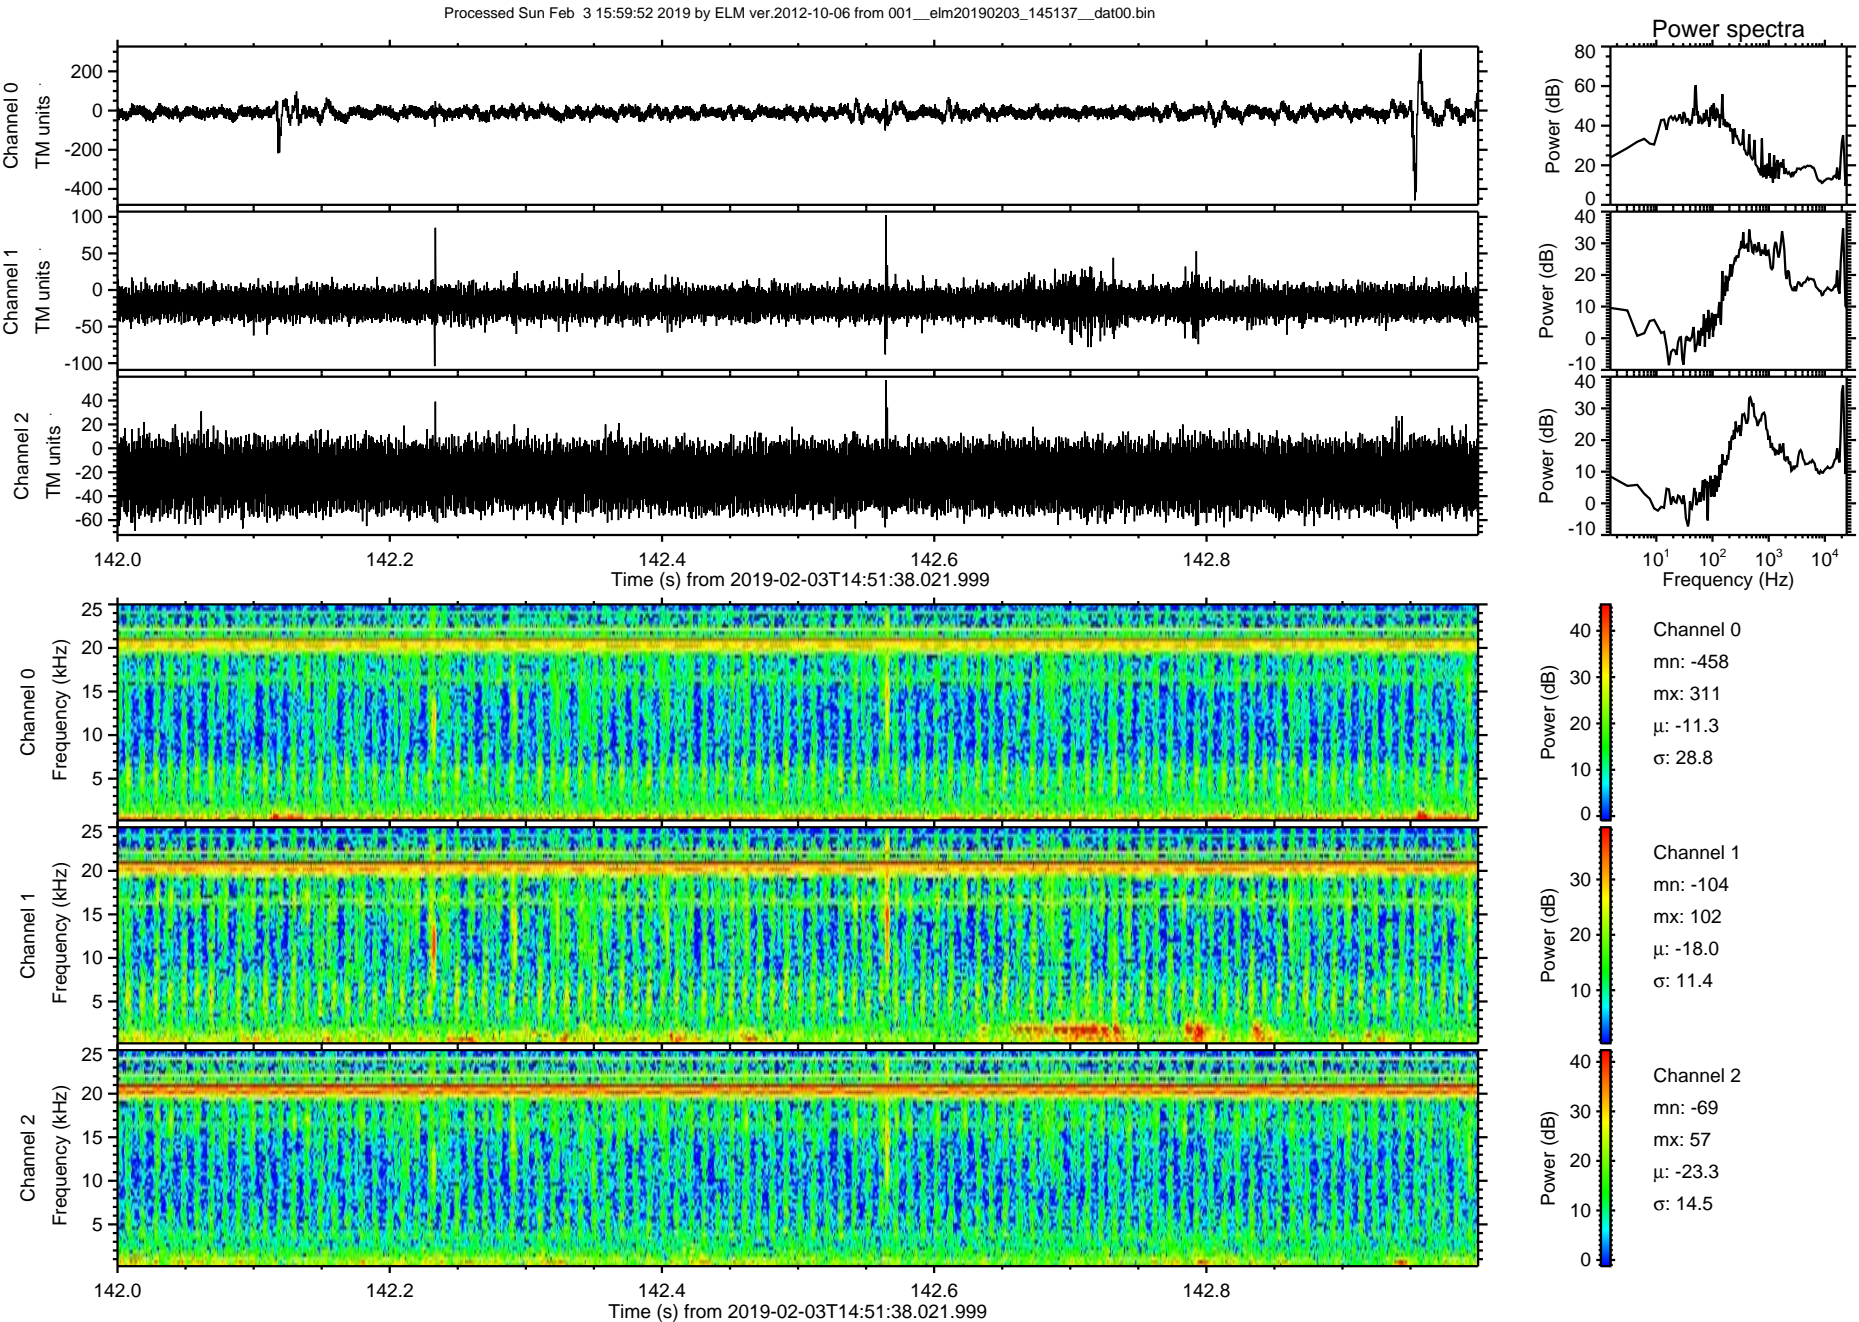 Processed Sun Feb  3 15:59:52 2019 by ELM ver.2012-10-06 from 001__elm20190203_145137__dat00.bin
Power spectra
Channel 0
TM units
200
0
-200
-400
Power (dB)
80
60
40
20
0
Channel 1
TM units
100
50
0
-50
-100
Power (dB)
40
30
20
10
0
-10
Channel 2
TM units
40
20
0
-20
-40
-60
Power (dB)
40
30
20
10
0
-10
142.0 142.2 142.4 142.6 142.8
Time (s) from 2019-02-03T14:51:38.021.999
10^1 10^2 10^3 10^4
Frequency (Hz)
Channel 0
Frequency (kHz)
25
20
15
10
5
Power (dB)
40
30
20
10
0
Channel 0
mn: -458
mx: 311
μ: -11.3
σ: 28.8
Channel 1
Frequency (kHz)
25
20
15
10
5
Power (dB)
30
20
10
Channel 1
mn: -104
mx: 102
μ: -18.0
σ: 11.4
Channel 2
Frequency (kHz)
25
20
15
10
5
Power (dB)
40
30
20
10
0
Channel 2
mn: -69
mx: 57
μ: -23.3
σ: 14.5
142.0 142.2 142.4 142.6 142.8
Time (s) from 2019-02-03T14:51:38.021.999